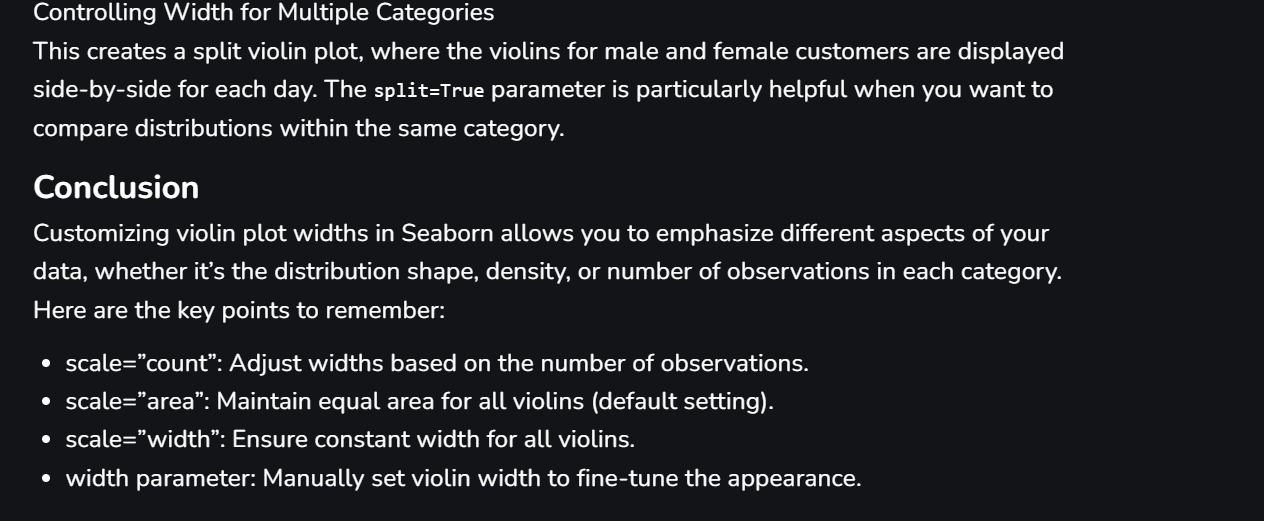 Controlling Width for Multiple Categories
This creates a split violin plot, where the violins for male and female customers are displayed
side-by-side for each day. The split=True parameter is particularly helpful when you want to
compare distributions within the same category.
Conclusion
Customizing violin plot widths in Seaborn allows you to emphasize different aspects of your
data, whether it’s the distribution shape, density, or number of observations in each category.
Here are the key points to remember:
• scale=”count”: Adjust widths based on the number of observations.
• scale=”area”: Maintain equal area for all violins (default setting).
• scale=”width”: Ensure constant width for all violins.
• width parameter: Manually set violin width to fine-tune the appearance.